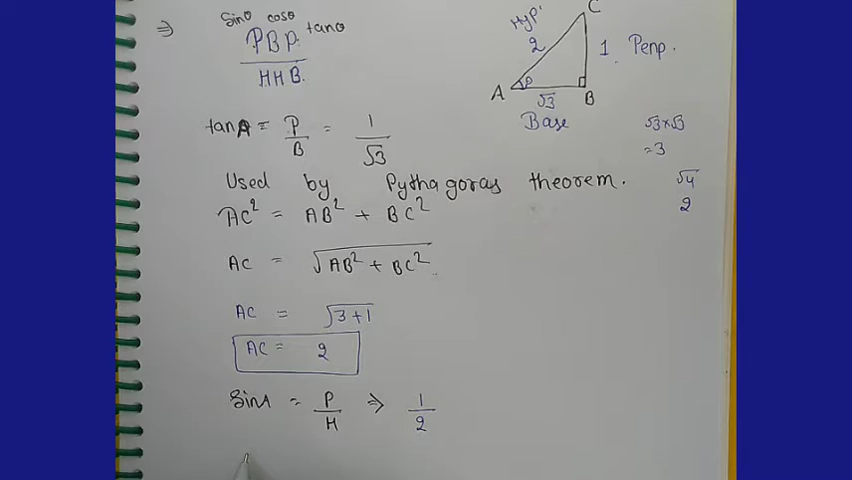 ⇒ Sinθ cosθ tanθ
PBP
HHB
C
Hyp
2
1 Penp.
A
θ
√3
B
Base
tanA = P/B = 1/√3
√3×√3
=3
Used by Pythagoras theorem.
√4
2
AC² = AB² + BC²
AC = √AB² + BC²
AC = √3+1
AC = 2
SinA = P/H ⇒ 1/2